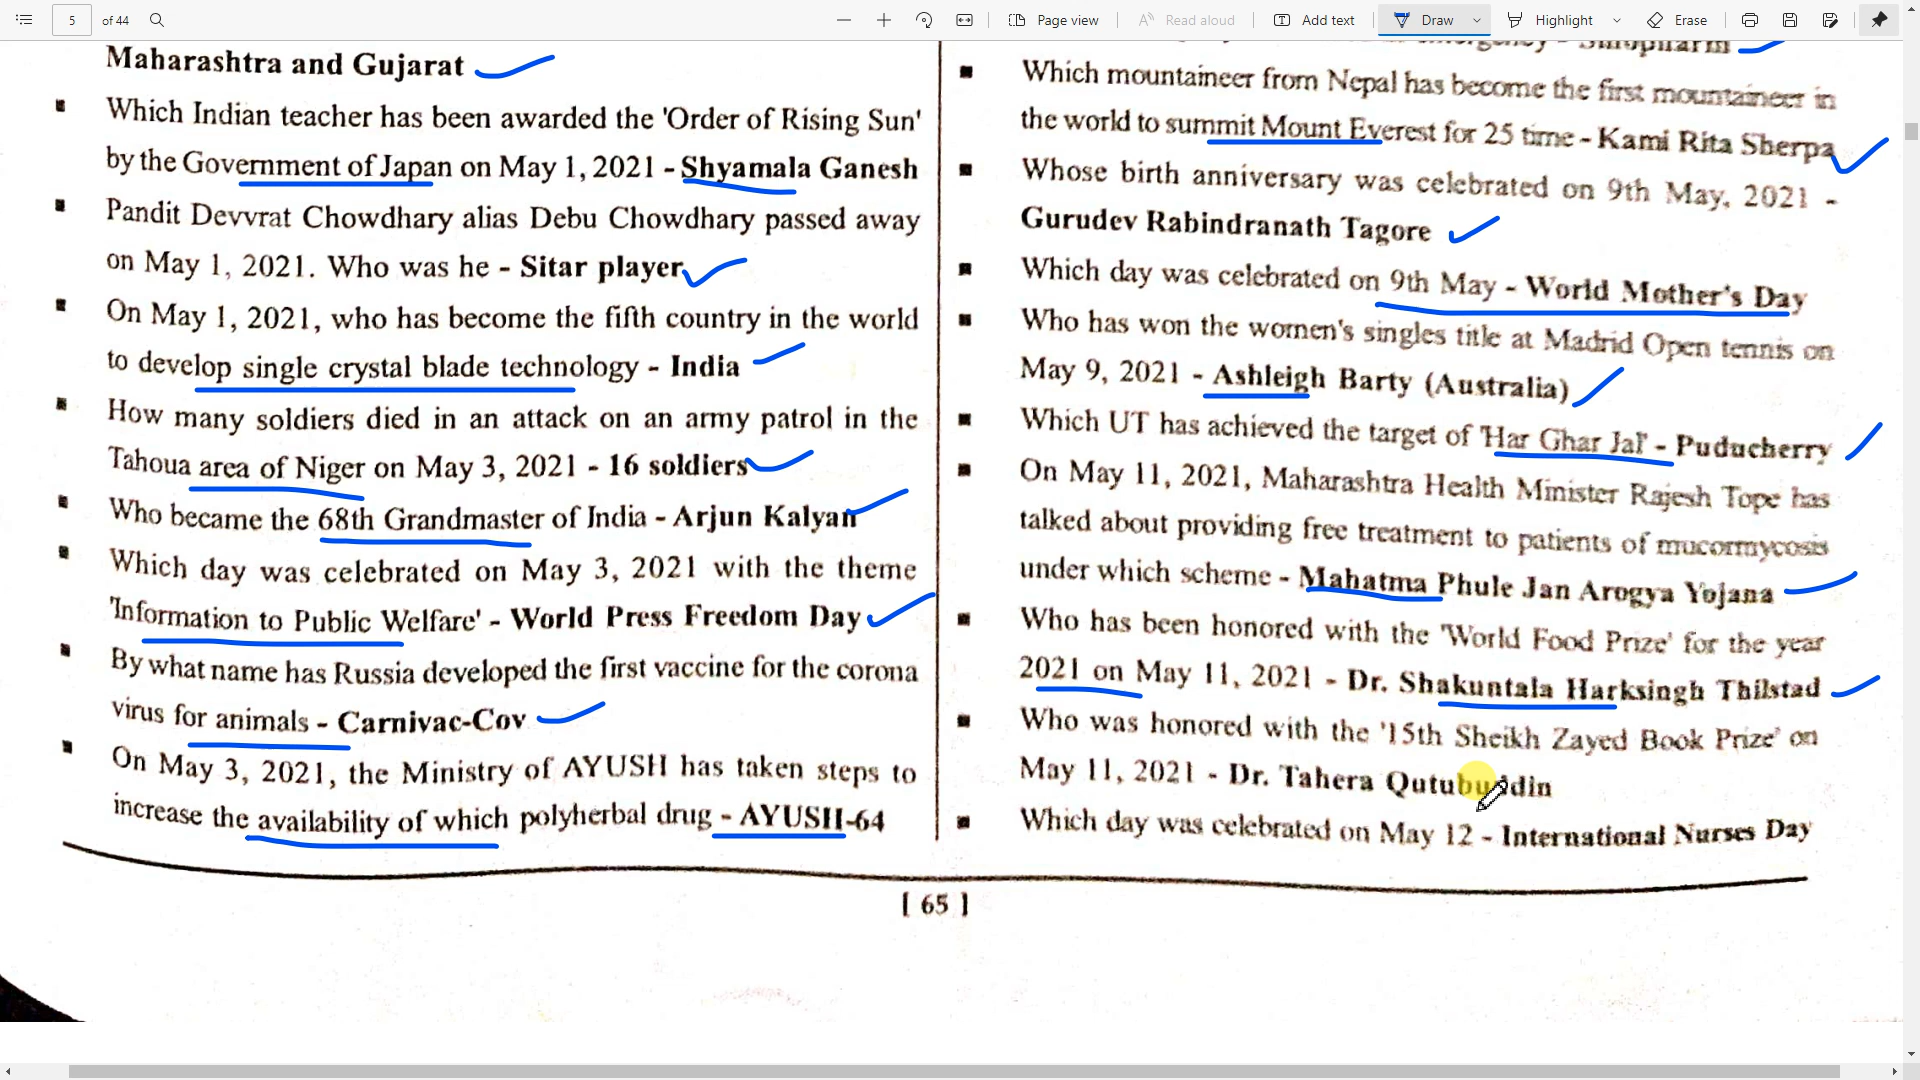 5 of 44 Page view Read aloud Add text Draw Highlight Erase
Maharashtra and Gujarat
Which Indian teacher has been awarded the 'Order of Rising Sun'
by the Government of Japan on May 1, 2021 - Shyamala Ganesh
Pandit Devvrat Chowdhary alias Debu Chowdhary passed away
on May 1, 2021. Who was he - Sitar player
On May 1, 2021, who has become the fifth country in the world
to develop single crystal blade technology - India
How many soldiers died in an attack on an army patrol in the
Tahoua area of Niger on May 3, 2021 - 16 soldiers
Who became the 68th Grandmaster of India - Arjun Kalyan
Which day was celebrated on May 3, 2021 with the theme
'Information to Public Welfare' - World Press Freedom Day
By what name has Russia developed the first vaccine for the corona
virus for animals - Carnivac-Cov
On May 3, 2021, the Ministry of AYUSH has taken steps to
increase the availability of which polyherbal drug - AYUSH-64
Which mountaineer from Nepal has become the first mountaineer in
the world to summit Mount Everest for 25 time - Kami Rita Sherpa
Whose birth anniversary was celebrated on 9th May, 2021 -
Gurudev Rabindranath Tagore
Which day was celebrated on 9th May - World Mother's Day
Who has won the women's singles title at Madrid Open tennis on
May 9, 2021 - Ashleigh Barty (Australia)
Which UT has achieved the target of 'Har Ghar Jal' - Puducherry
On May 11, 2021, Maharashtra Health Minister Rajesh Tope has
talked about providing free treatment to patients of mucormycosis
under which scheme - Mahatma Phule Jan Arogya Yojana
Who has been honored with the 'World Food Prize' for the year
2021 on May 11, 2021 - Dr. Shakuntala Harksingh Thilstad
Who was honored with the '15th Sheikh Zayed Book Prize' on
May 11, 2021 - Dr. Tahera Qutubuddin
Which day was celebrated on May 12 - International Nurses Day
[ 65 ]